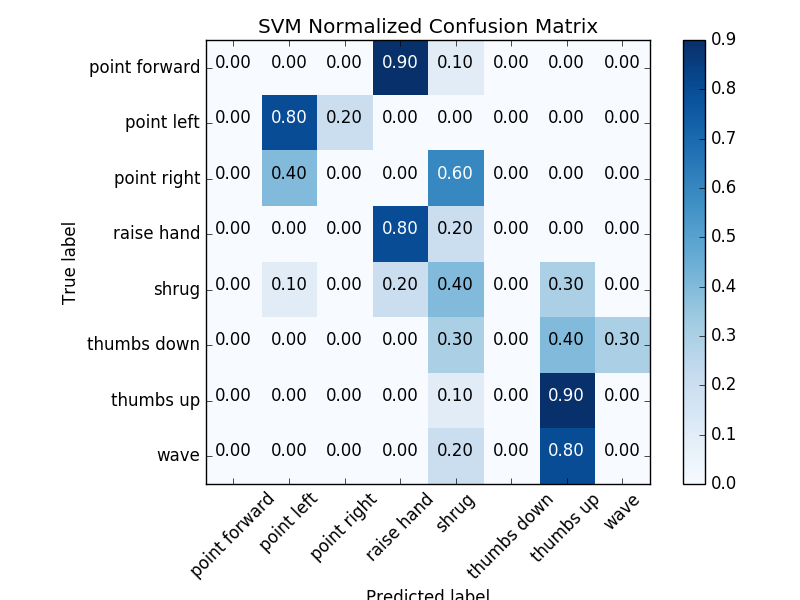 SVM Normalized Confusion Matrix
point forward 0.00 0.00 0.00 0.90 0.10 0.00 0.00 0.00
point left 0.00 0.80 0.20 0.00 0.00 0.00 0.00 0.00
point right 0.00 0.40 0.00 0.00 0.60 0.00 0.00 0.00
raise hand 0.00 0.00 0.00 0.80 0.20 0.00 0.00 0.00
shrug 0.00 0.10 0.00 0.20 0.40 0.00 0.30 0.00
thumbs down 0.00 0.00 0.00 0.00 0.30 0.00 0.40 0.30
thumbs up 0.00 0.00 0.00 0.00 0.10 0.00 0.90 0.00
wave 0.00 0.00 0.00 0.00 0.20 0.00 0.80 0.00
True label
point forward
point left
point right
raise hand
shrug
thumbs down
thumbs up
wave
Predicted label
0.9
0.8
0.7
0.6
0.5
0.4
0.3
0.2
0.1
0.0